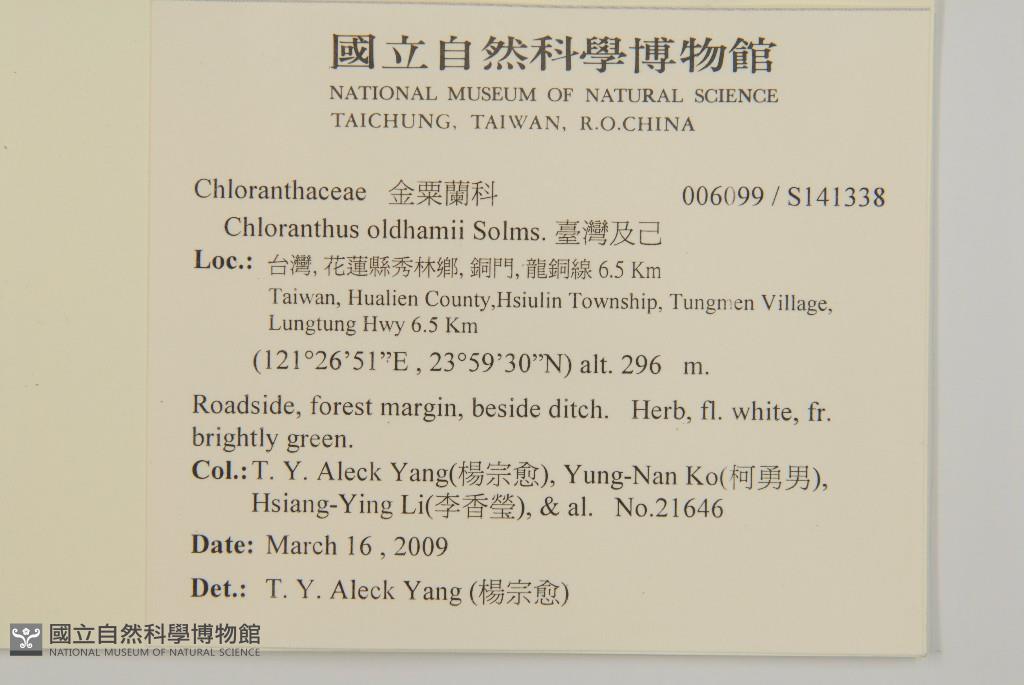 國立自然科學博物館
NATIONAL MUSEUM OF NATURAL SCIENCE
TAICHUNG, TAIWAN, R.O.CHINA
Chloranthaceae 金粟蘭科 006099 / S141338
Chloranthus oldhamii Solms. 臺灣及己
Loc.: 台灣, 花蓮縣秀林鄉, 銅門, 龍銅線 6.5 Km
Taiwan, Hualien County,Hsiulin Township, Tungmen Village,
Lungtung Hwy 6.5 Km
(121°26’51”E , 23°59’30”N) alt. 296 m.
Roadside, forest margin, beside ditch. Herb, fl. white, fr.
brightly green.
Col.: T. Y. Aleck Yang(楊宗愈), Yung-Nan Ko(柯勇男),
Hsiang-Ying Li(李香瑩), & al. No.21646
Date: March 16 , 2009
Det.: T. Y. Aleck Yang (楊宗愈)
國立自然科學博物館
NATIONAL MUSEUM OF NATURAL SCIENCE